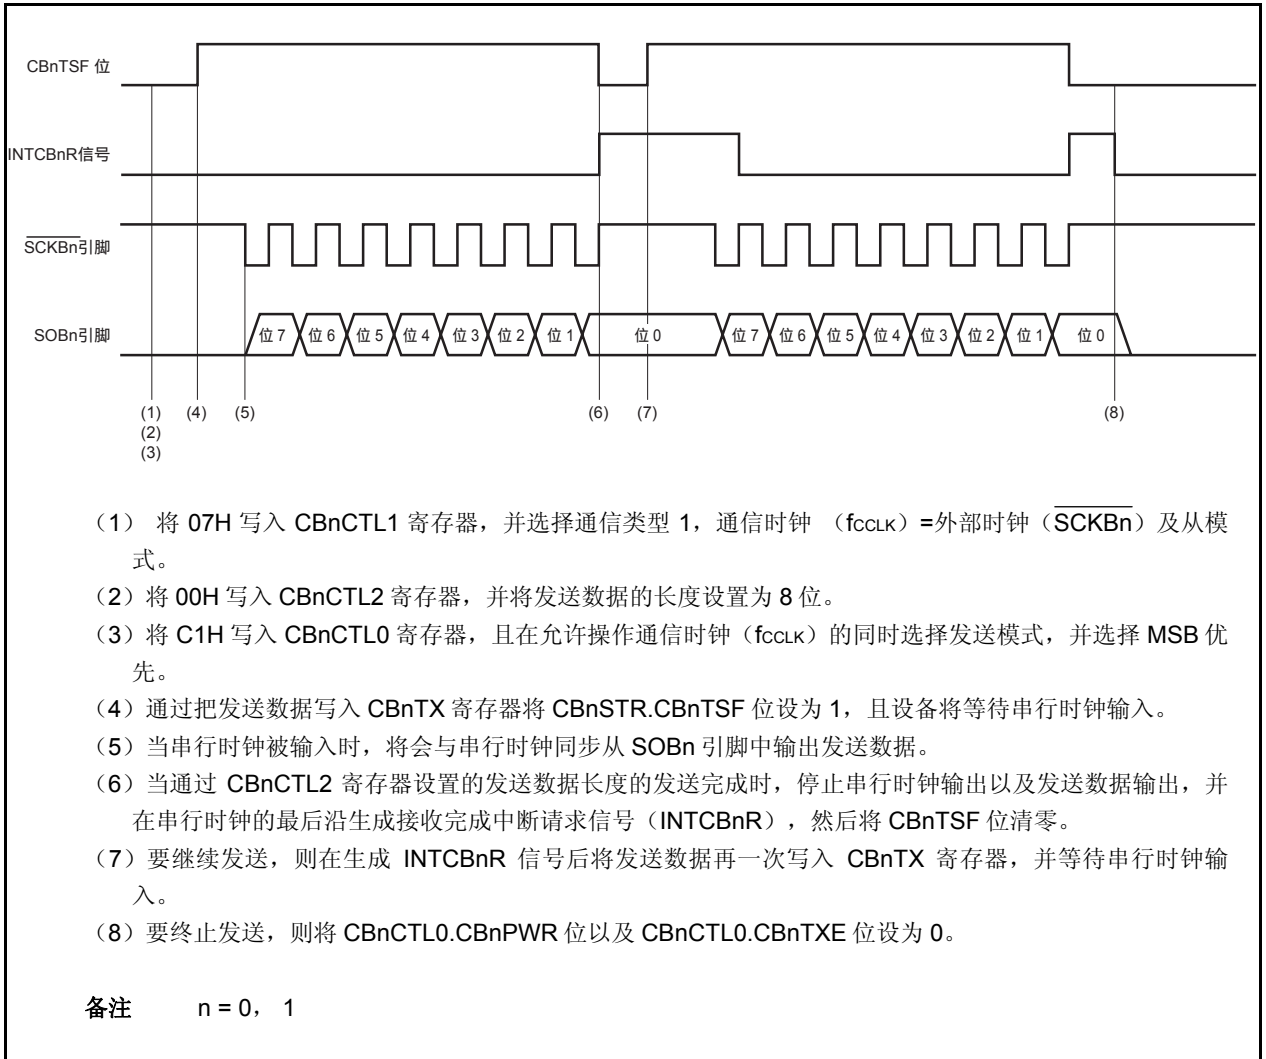 CBnTSF 位
INTCBnR信号
SCKBn引脚
SOBn引脚
位 7 位 6 位 5 位 4 位 3 位 2 位 1 位 0 位 7 位 6 位 5 位 4 位 3 位 2 位 1 位 0
(1) (4) (5) (6) (7) (8)
(2)
(3)
（1） 将 07H 写入 CBnCTL1 寄存器，并选择通信类型 1，通信时钟 （fCCLK）=外部时钟（SCKBn）及从模
式。
（2）将 00H 写入 CBnCTL2 寄存器，并将发送数据的长度设置为 8 位。
（3）将 C1H 写入 CBnCTL0 寄存器，且在允许操作通信时钟（fCCLK）的同时选择发送模式，并选择 MSB 优
先。
（4）通过把发送数据写入 CBnTX 寄存器将 CBnSTR.CBnTSF 位设为 1，且设备将等待串行时钟输入。
（5）当串行时钟被输入时，将会与串行时钟同步从 SOBn 引脚中输出发送数据。
（6）当通过 CBnCTL2 寄存器设置的发送数据长度的发送完成时，停止串行时钟输出以及发送数据输出，并
在串行时钟的最后沿生成接收完成中断请求信号（INTCBnR），然后将 CBnTSF 位清零。
（7）要继续发送，则在生成 INTCBnR 信号后将发送数据再一次写入 CBnTX 寄存器，并等待串行时钟输
入。
（8）要终止发送，则将 CBnCTL0.CBnPWR 位以及 CBnCTL0.CBnTXE 位设为 0。
备注 n = 0， 1